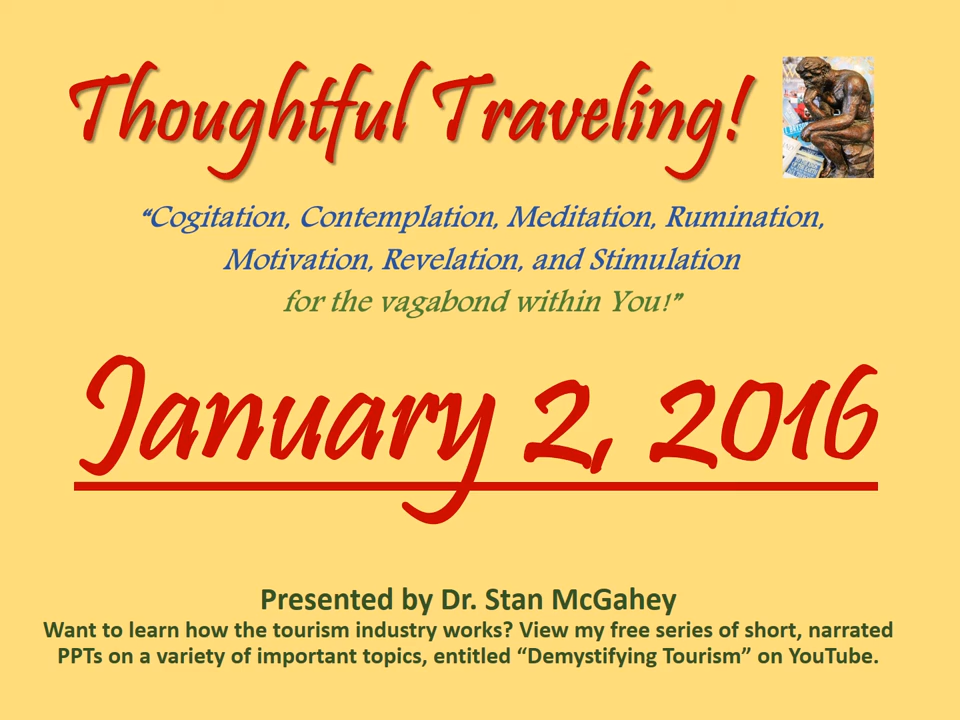 Thoughtful Traveling!
“Cogitation, Contemplation, Meditation, Rumination,
Motivation, Revelation, and Stimulation
for the vagabond within You!”
January 2, 2016
Presented by Dr. Stan McGahey
Want to learn how the tourism industry works? View my free series of short, narrated
PPTs on a variety of important topics, entitled “Demystifying Tourism” on YouTube.